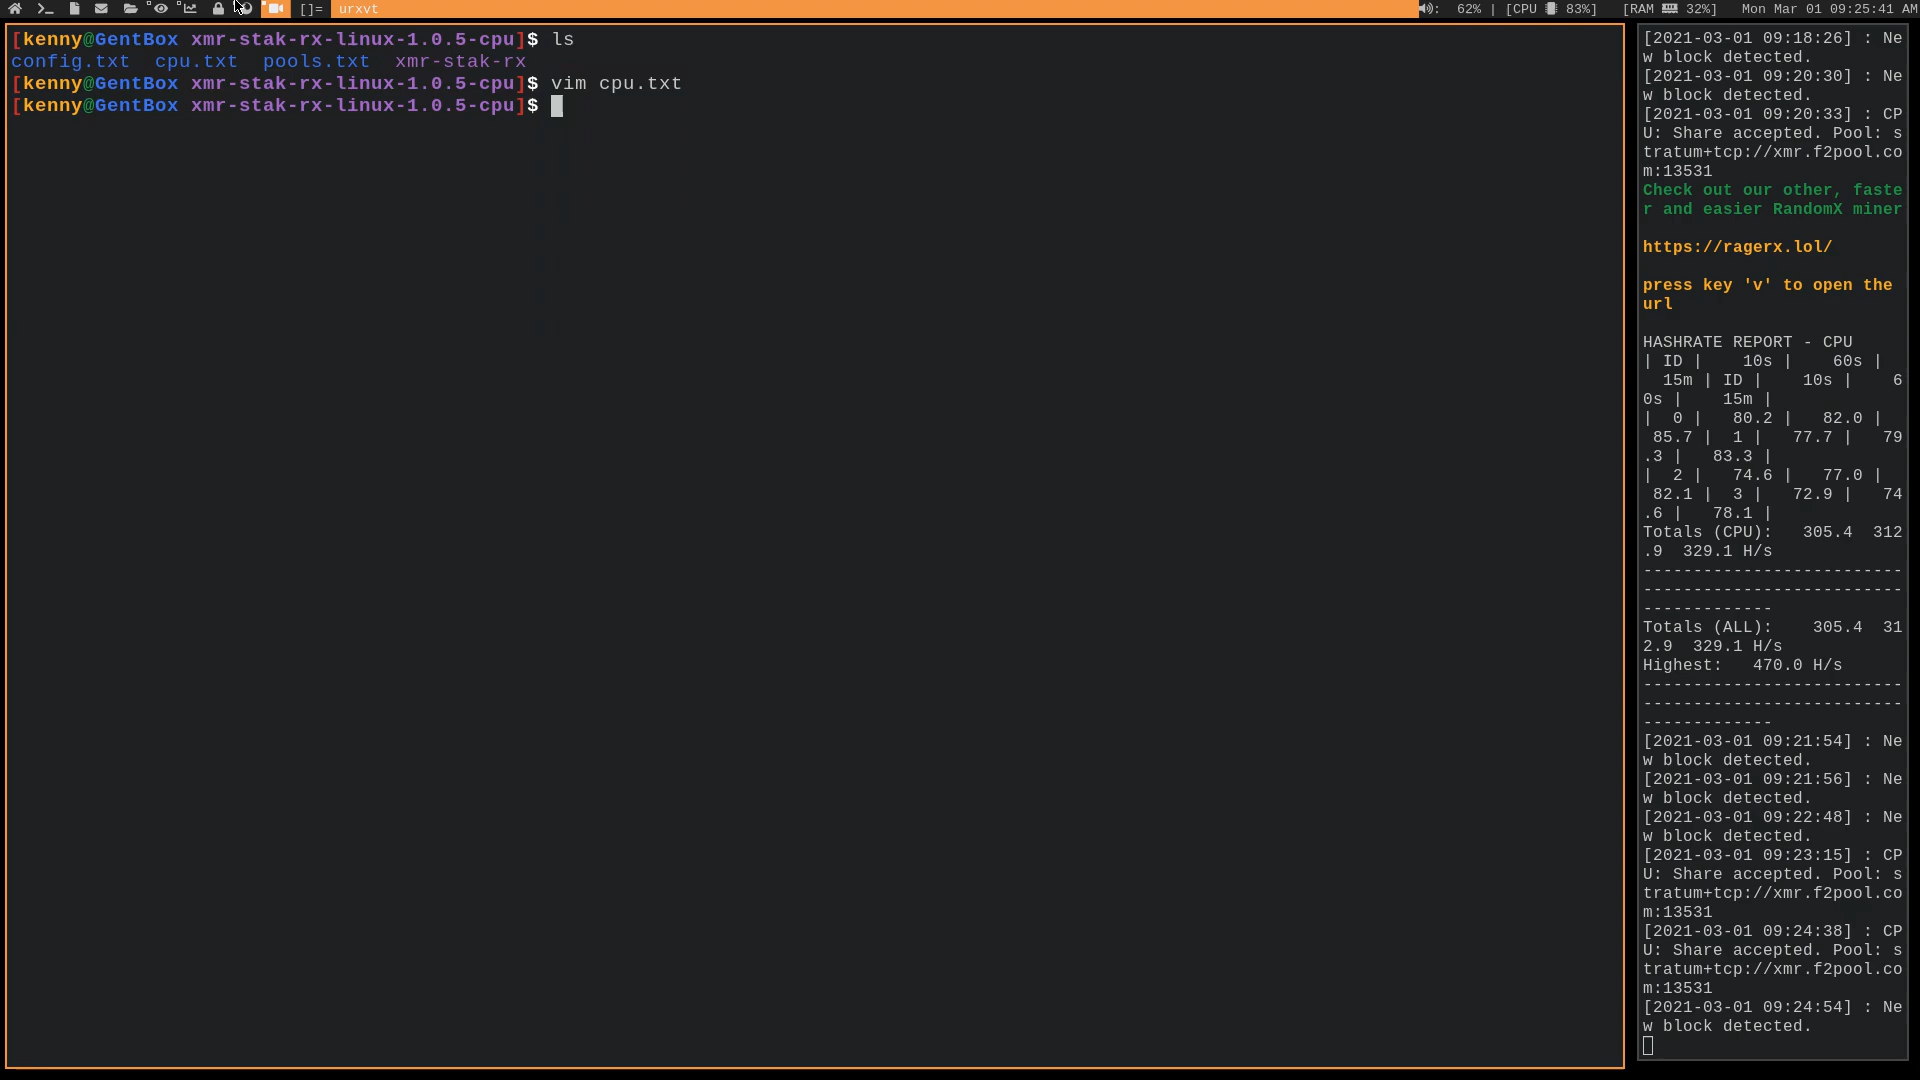 []= urxvt : 62% | [CPU 83%] [RAM 32%] Mon Mar 01 09:25:41 AM
[kenny@GentBox xmr-stak-rx-linux-1.0.5-cpu]$ ls
config.txt cpu.txt pools.txt xmr-stak-rx
[kenny@GentBox xmr-stak-rx-linux-1.0.5-cpu]$ vim cpu.txt
[kenny@GentBox xmr-stak-rx-linux-1.0.5-cpu]$
[2021-03-01 09:18:26] : Ne
w block detected.
[2021-03-01 09:20:30] : Ne
w block detected.
[2021-03-01 09:20:33] : CP
U: Share accepted. Pool: s
tratum+tcp://xmr.f2pool.co
m:13531
Check out our other, faste
r and easier RandomX miner
https://ragerx.lol/
press key 'v' to open the
url
HASHRATE REPORT - CPU
| ID |    10s |    60s |
  15m | ID |    10s |    6
0s |    15m |
|  0 |   80.2 |   82.0 |
 85.7 |  1 |   77.7 |   79
.3 |   83.3 |
|  2 |   74.6 |   77.0 |
 82.1 |  3 |   72.9 |   74
.6 |   78.1 |
Totals (CPU):   305.4  312
.9  329.1 H/s
--------------------------
--------------------------
-------------
Totals (ALL):    305.4  31
2.9  329.1 H/s
Highest:   470.0 H/s
--------------------------
--------------------------
-------------
[2021-03-01 09:21:54] : Ne
w block detected.
[2021-03-01 09:21:56] : Ne
w block detected.
[2021-03-01 09:22:48] : Ne
w block detected.
[2021-03-01 09:23:15] : CP
U: Share accepted. Pool: s
tratum+tcp://xmr.f2pool.co
m:13531
[2021-03-01 09:24:38] : CP
U: Share accepted. Pool: s
tratum+tcp://xmr.f2pool.co
m:13531
[2021-03-01 09:24:54] : Ne
w block detected.